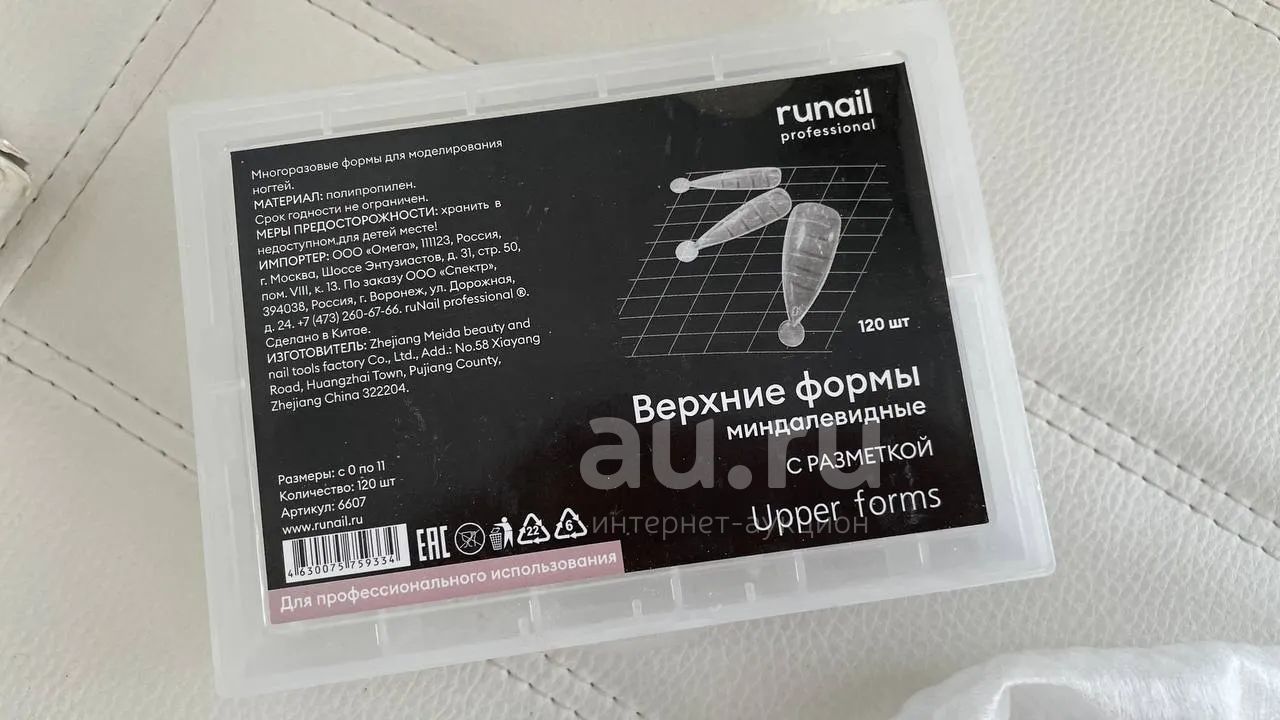 Многоразовые формы для моделирования
ногтей.
МАТЕРИАЛ: полипропилен.
Срок годности не ограничен.
МЕРЫ ПРЕДОСТОРОЖНОСТИ: хранить в
недоступном для детей месте!
ИМПОРТЕР: ООО «Омега», 111123, Россия,
г. Москва, Шоссе Энтузиастов, д. 31, стр. 50,
пом. VIII, к. 13. По заказу ООО «Спектр»,
394038, Россия, г. Воронеж, ул. Дорожная,
д. 24. +7 (473) 260-67-66. ruNail professional ®.
Сделано в Китае.
ИЗГОТОВИТЕЛЬ: Zhejiang Meida beauty and
nail tools factory Co., Ltd., Add.: No.58 Xiayang
Road, Huangzhai Town, Pujiang County,
Zhejiang China 322204.
Размеры: с 0 по 11
Количество: 120 шт
Артикул: 6607
www.runail.ru
4 630075 759334
EAC
22
6
Для профессионального использования
runail
professional
120 шт
Верхние формы
миндалевидные
С РАЗМЕТКОЙ
Upper forms
au.ru
интернет-аукцион